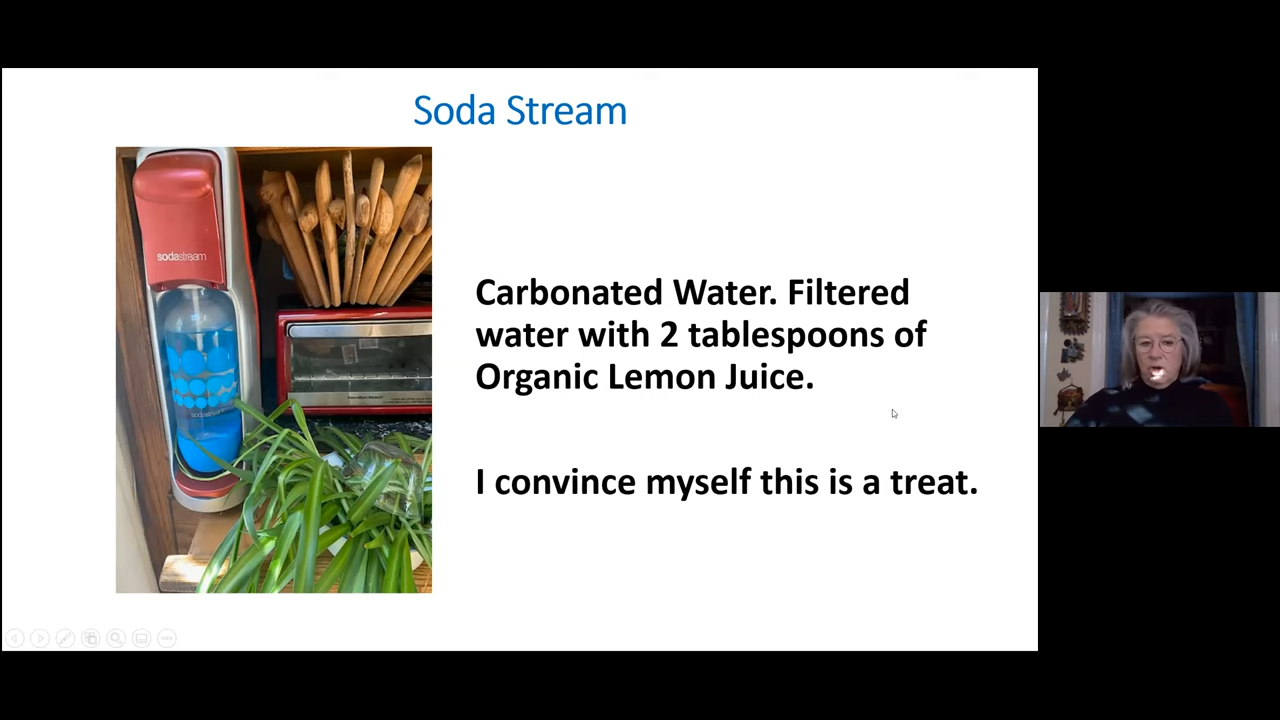 Soda Stream
sodastream
sodastream
Carbonated Water. Filtered
water with 2 tablespoons of
Organic Lemon Juice.
I convince myself this is a treat.